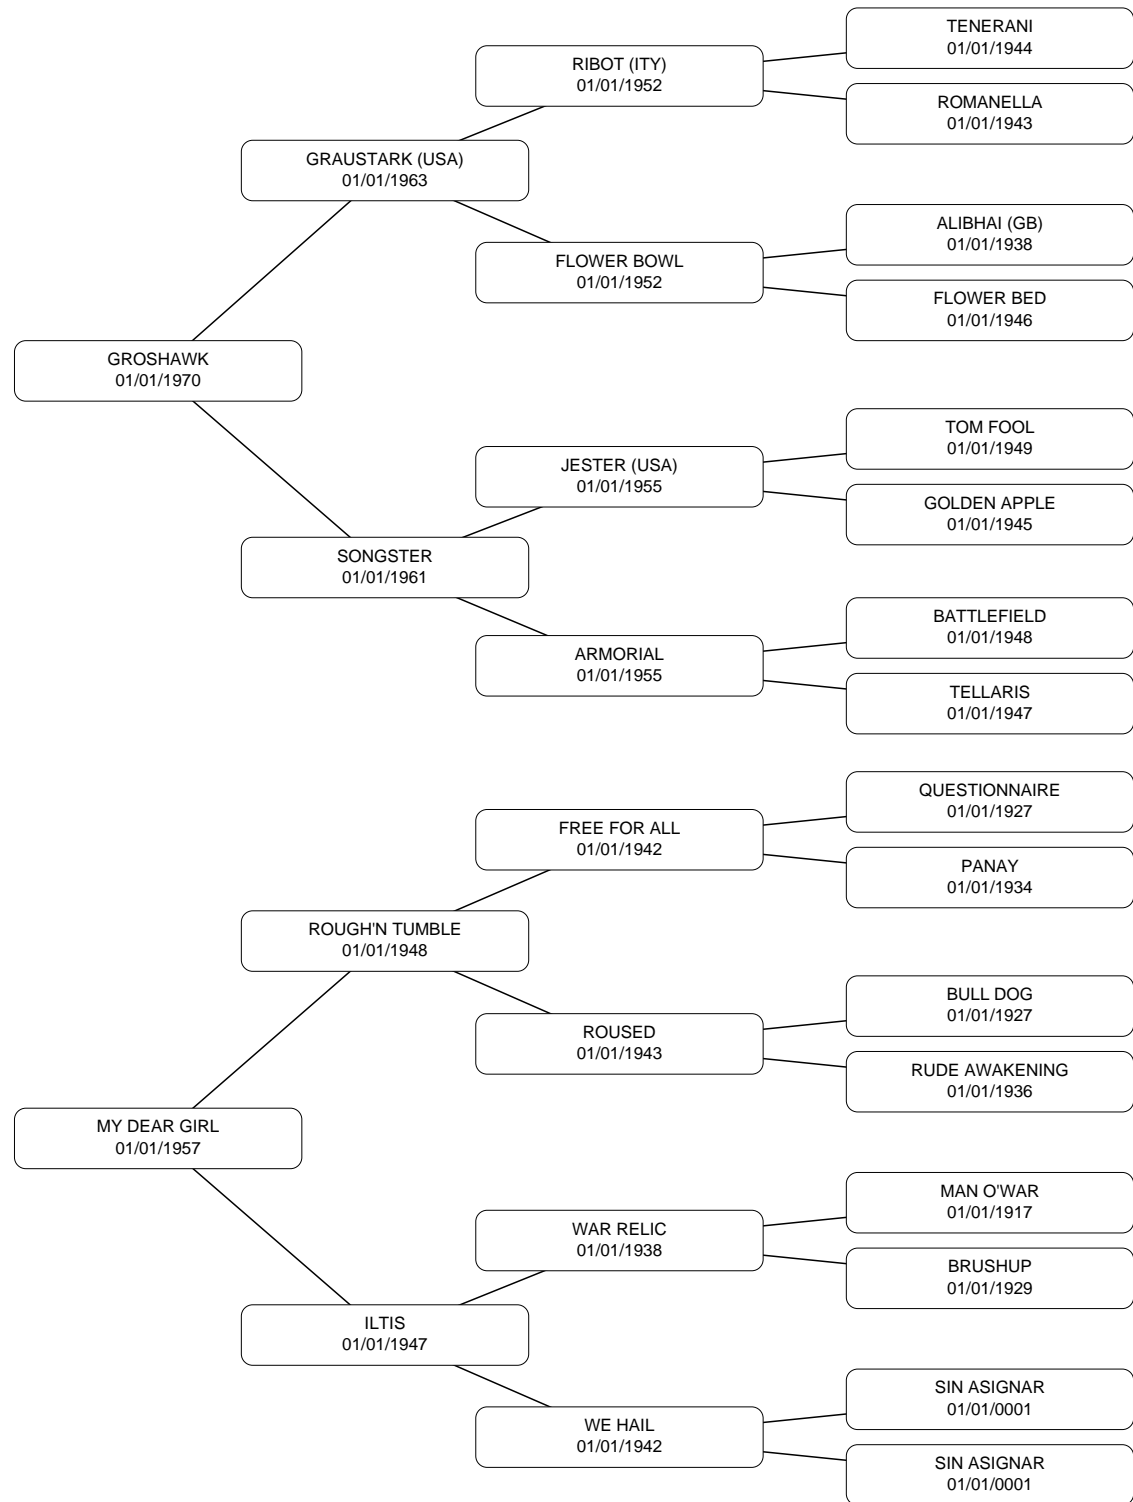 TENERANI
01/01/1944
RIBOT (ITY)
01/01/1952
ROMANELLA
01/01/1943
GRAUSTARK (USA)
01/01/1963
ALIBHAI (GB)
01/01/1938
FLOWER BOWL
01/01/1952
FLOWER BED
01/01/1946
GROSHAWK
01/01/1970
TOM FOOL
01/01/1949
JESTER (USA)
01/01/1955
GOLDEN APPLE
01/01/1945
SONGSTER
01/01/1961
BATTLEFIELD
01/01/1948
ARMORIAL
01/01/1955
TELLARIS
01/01/1947
QUESTIONNAIRE
01/01/1927
FREE FOR ALL
01/01/1942
PANAY
01/01/1934
ROUGH'N TUMBLE
01/01/1948
BULL DOG
01/01/1927
ROUSED
01/01/1943
RUDE AWAKENING
01/01/1936
MY DEAR GIRL
01/01/1957
MAN O'WAR
01/01/1917
WAR RELIC
01/01/1938
BRUSHUP
01/01/1929
ILTIS
01/01/1947
SIN ASIGNAR
01/01/0001
WE HAIL
01/01/1942
SIN ASIGNAR
01/01/0001